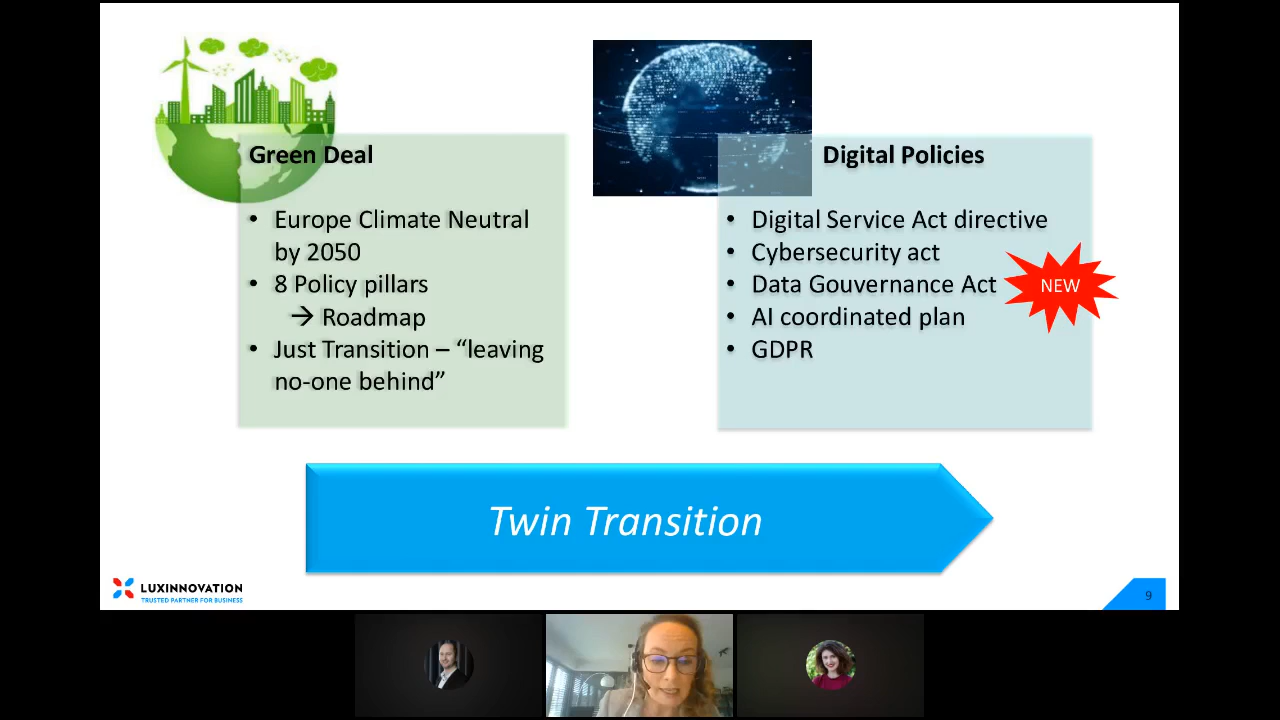 Green Deal
• Europe Climate Neutral
by 2050
• 8 Policy pillars
→ Roadmap
• Just Transition – “leaving
no-one behind”
Digital Policies
• Digital Service Act directive
• Cybersecurity act
• Data Gouvernance Act
NEW
• AI coordinated plan
• GDPR
Twin Transition
LUXINNOVATION
TRUSTED PARTNER FOR BUSINESS
9